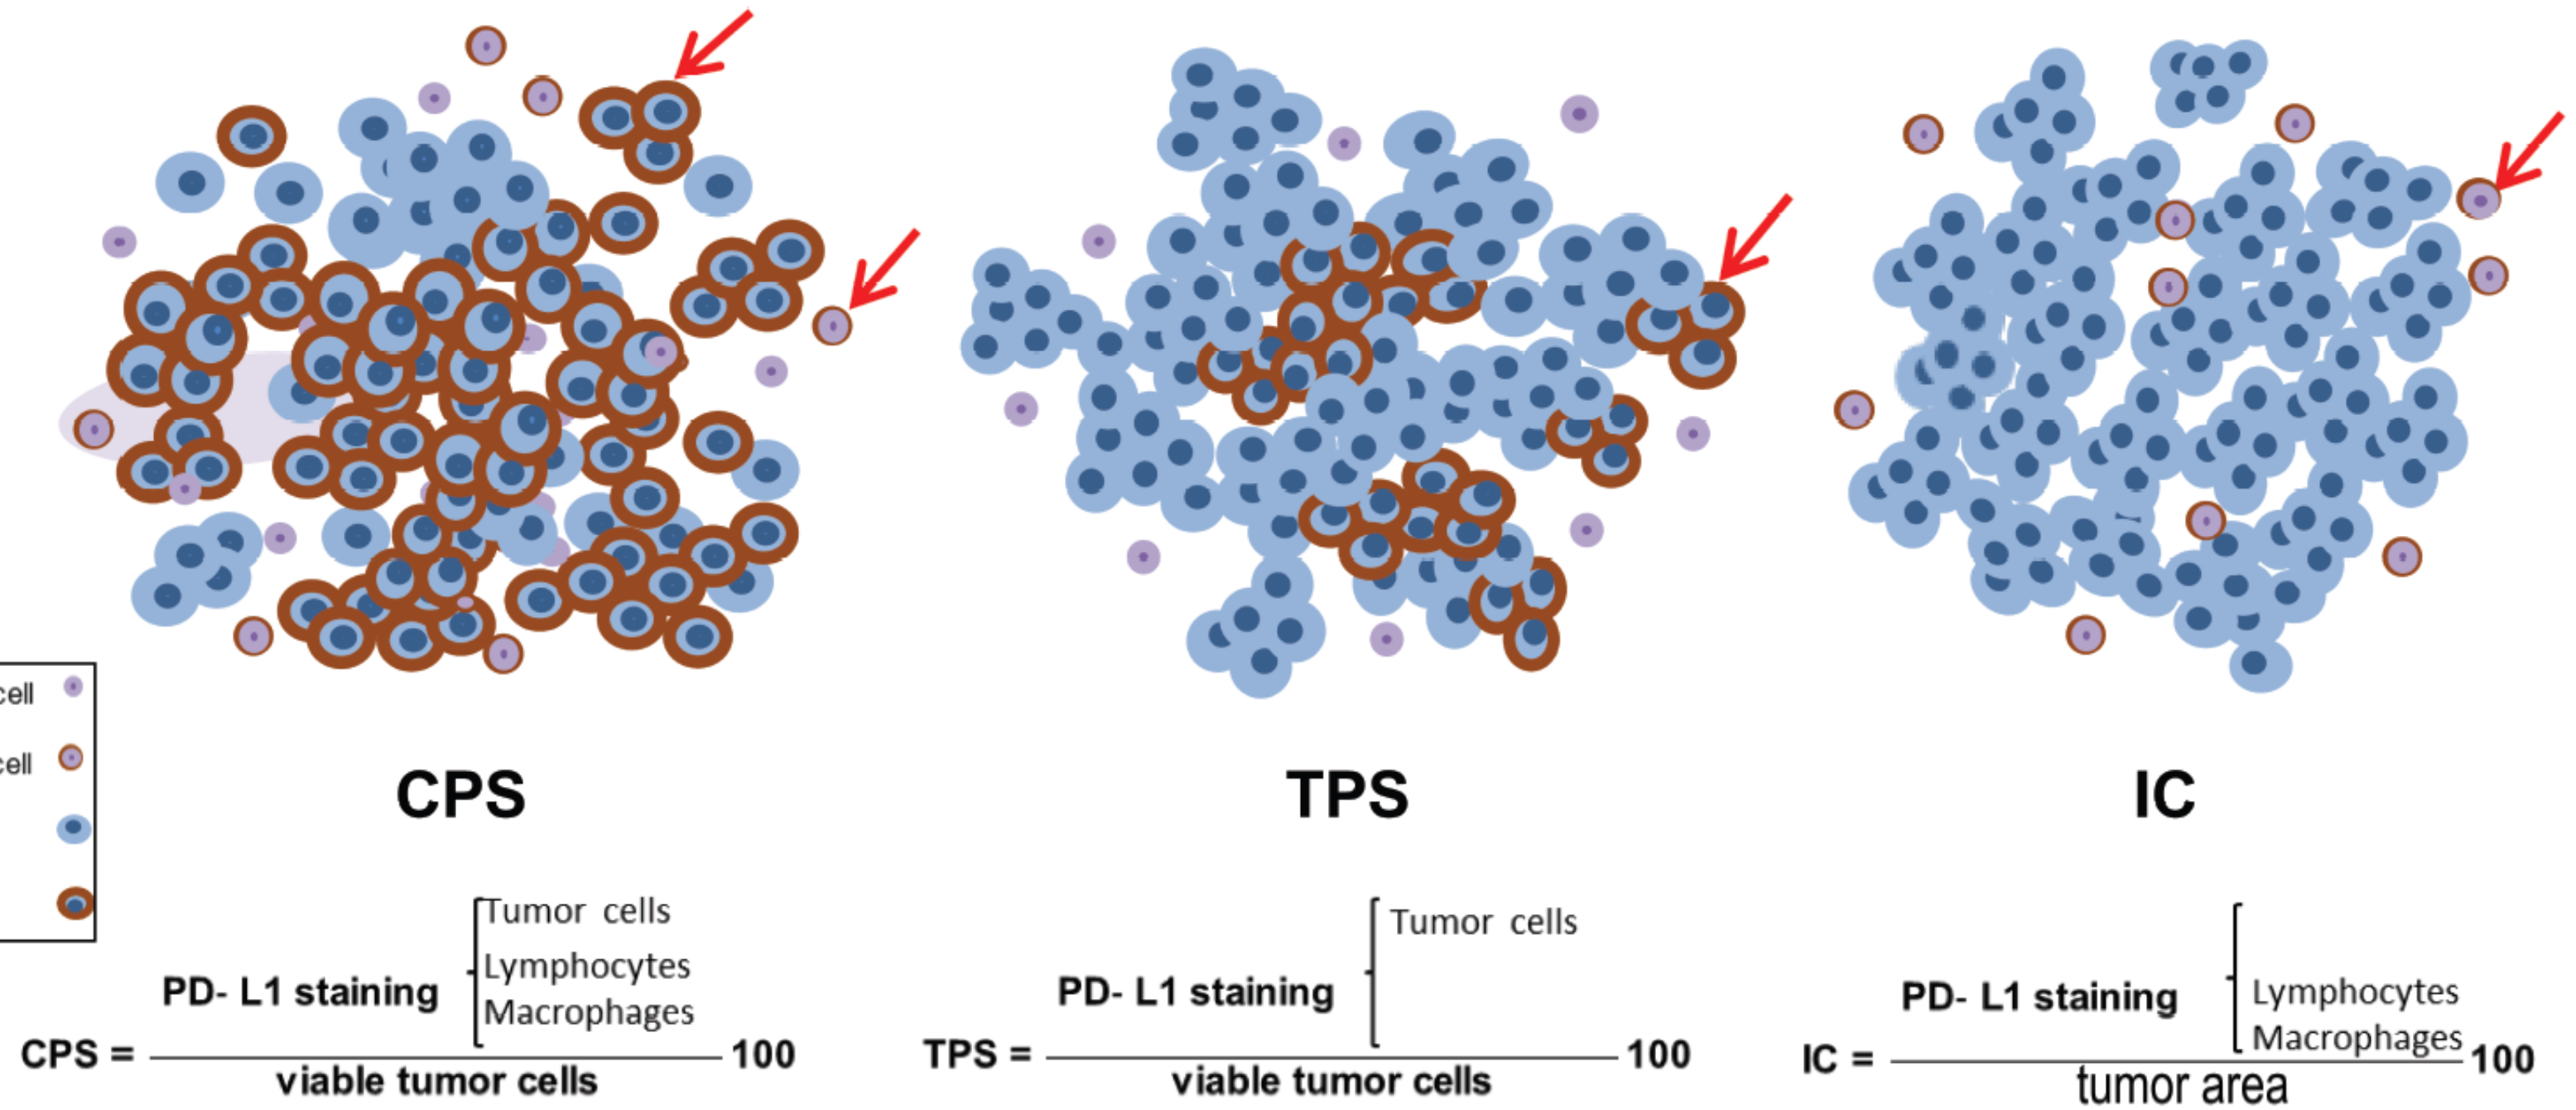 cell
cell
CPS
TPS
IC
Tumor cells
Lymphocytes
PD- L1 staining
Macrophages
CPS = 100
viable tumor cells
Tumor cells
PD- L1 staining
TPS = 100
viable tumor cells
PD- L1 staining
Lymphocytes
Macrophages
IC = 100
tumor area